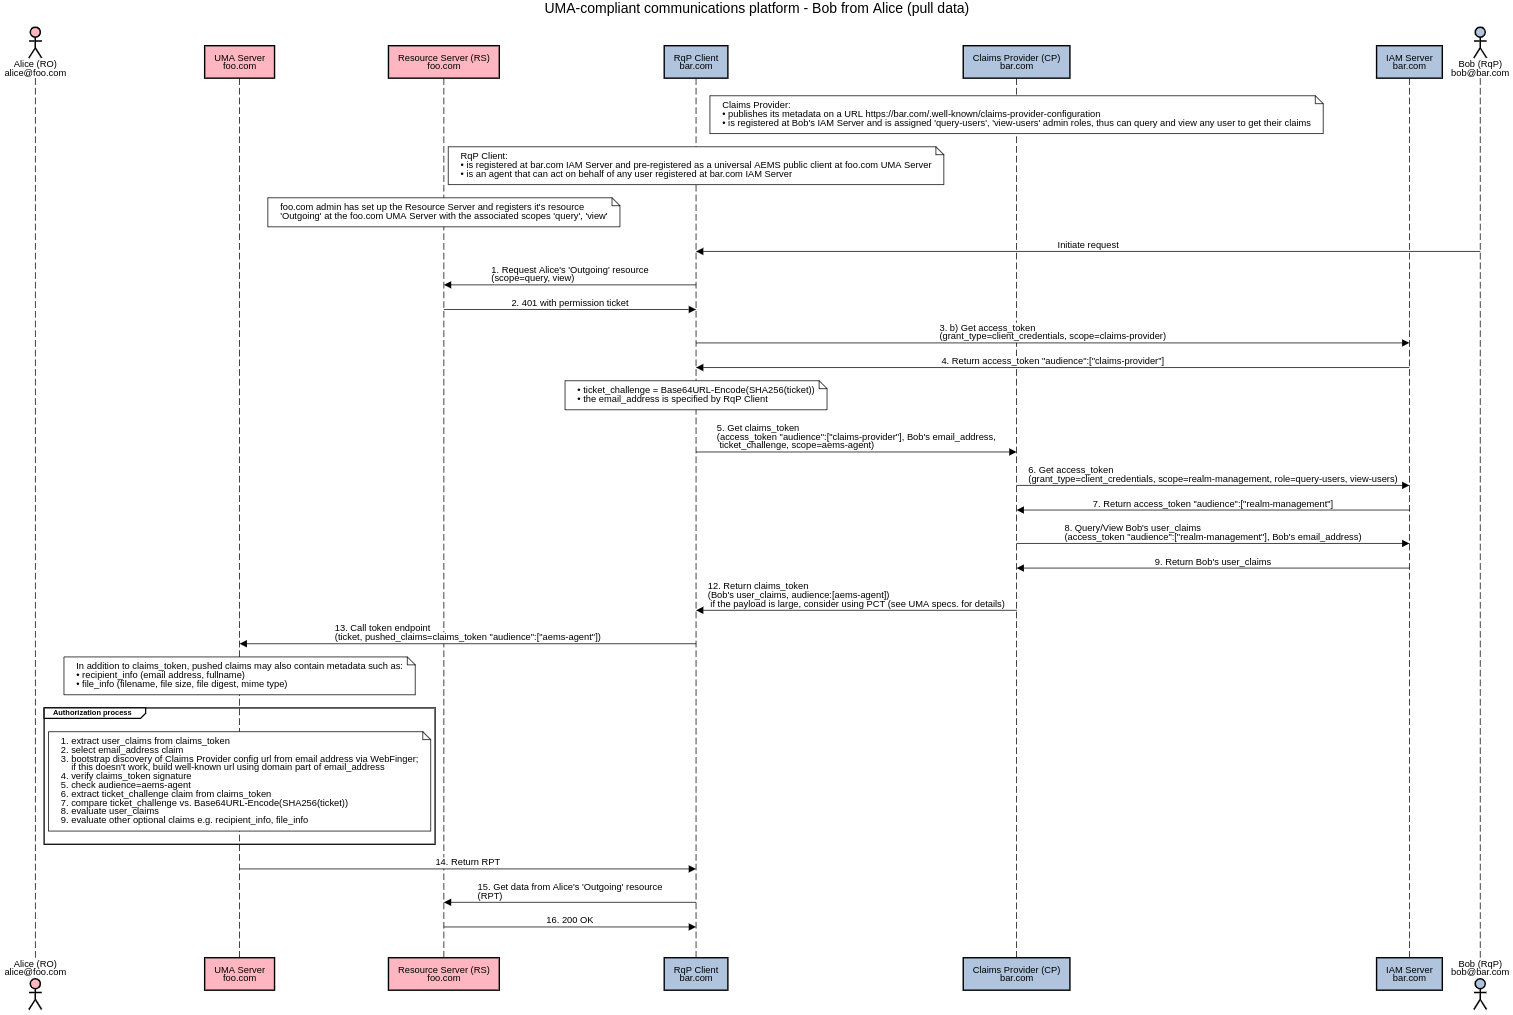 UMA-compliant communications platform - Bob from Alice (pull data)
Alice (RO)
alice@foo.com
UMA Server
foo.com
Resource Server (RS)
foo.com
RqP Client
bar.com
Claims Provider (CP)
bar.com
IAM Server
bar.com
Bob (RqP)
bob@bar.com
Claims Provider:
• publishes its metadata on a URL https://bar.com/.well-known/claims-provider-configuration
• is registered at Bob's IAM Server and is assigned 'query-users', 'view-users' admin roles, thus can query and view any user to get their claims
RqP Client:
• is registered at bar.com IAM Server and pre-registered as a universal AEMS public client at foo.com UMA Server
• is an agent that can act on behalf of any user registered at bar.com IAM Server
foo.com admin has set up the Resource Server and registers it's resource
'Outgoing' at the foo.com UMA Server with the associated scopes 'query', 'view'
Initiate request
1. Request Alice's 'Outgoing' resource
(scope=query, view)
2. 401 with permission ticket
3. b) Get access_token
(grant_type=client_credentials, scope=claims-provider)
4. Return access_token "audience":["claims-provider"]
• ticket_challenge = Base64URL-Encode(SHA256(ticket))
• the email_address is specified by RqP Client
5. Get claims_token
(access_token "audience":["claims-provider"], Bob's email_address,
ticket_challenge, scope=aems-agent)
6. Get access_token
(grant_type=client_credentials, scope=realm-management, role=query-users, view-users)
7. Return access_token "audience":["realm-management"]
8. Query/View Bob's user_claims
(access_token "audience":["realm-management"], Bob's email_address)
9. Return Bob's user_claims
12. Return claims_token
(Bob's user_claims, audience:[aems-agent])
if the payload is large, consider using PCT (see UMA specs. for details)
13. Call token endpoint
(ticket, pushed_claims=claims_token "audience":["aems-agent"])
In addition to claims_token, pushed claims may also contain metadata such as:
• recipient_info (email address, fullname)
• file_info (filename, file size, file digest, mime type)
Authorization process
1. extract user_claims from claims_token
2. select email_address claim
3. bootstrap discovery of Claims Provider config url from email address via WebFinger;
if this doesn't work, build well-known url using domain part of email_address
4. verify claims_token signature
5. check audience=aems-agent
6. extract ticket_challenge claim from claims_token
7. compare ticket_challenge vs. Base64URL-Encode(SHA256(ticket))
8. evaluate user_claims
9. evaluate other optional claims e.g. recipient_info, file_info
14. Return RPT
15. Get data from Alice's 'Outgoing' resource
(RPT)
16. 200 OK
Alice (RO)
alice@foo.com
UMA Server
foo.com
Resource Server (RS)
foo.com
RqP Client
bar.com
Claims Provider (CP)
bar.com
IAM Server
bar.com
Bob (RqP)
bob@bar.com